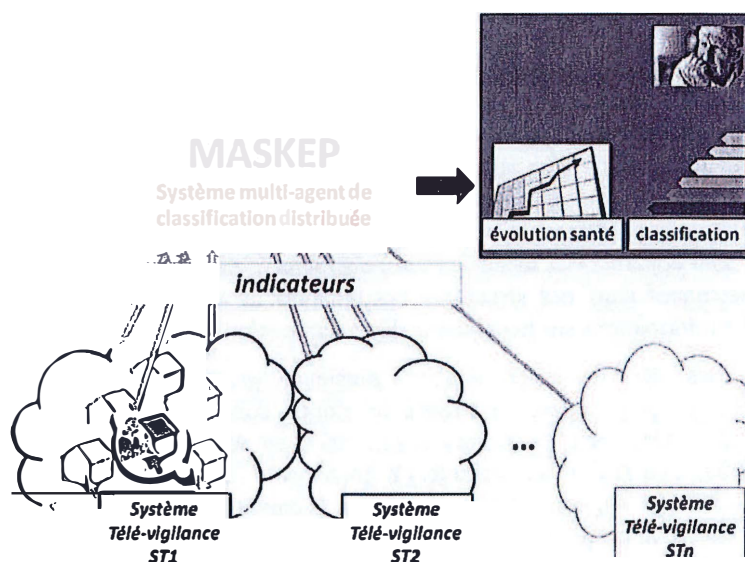 MASKEP
Système multi-agent de
classification distribuée
évolution santé
classification
indicateurs
...
Système
Télé-vigilance
ST1
Système
Télé-vigilance
ST2
Système
Télé-vigilance
STn